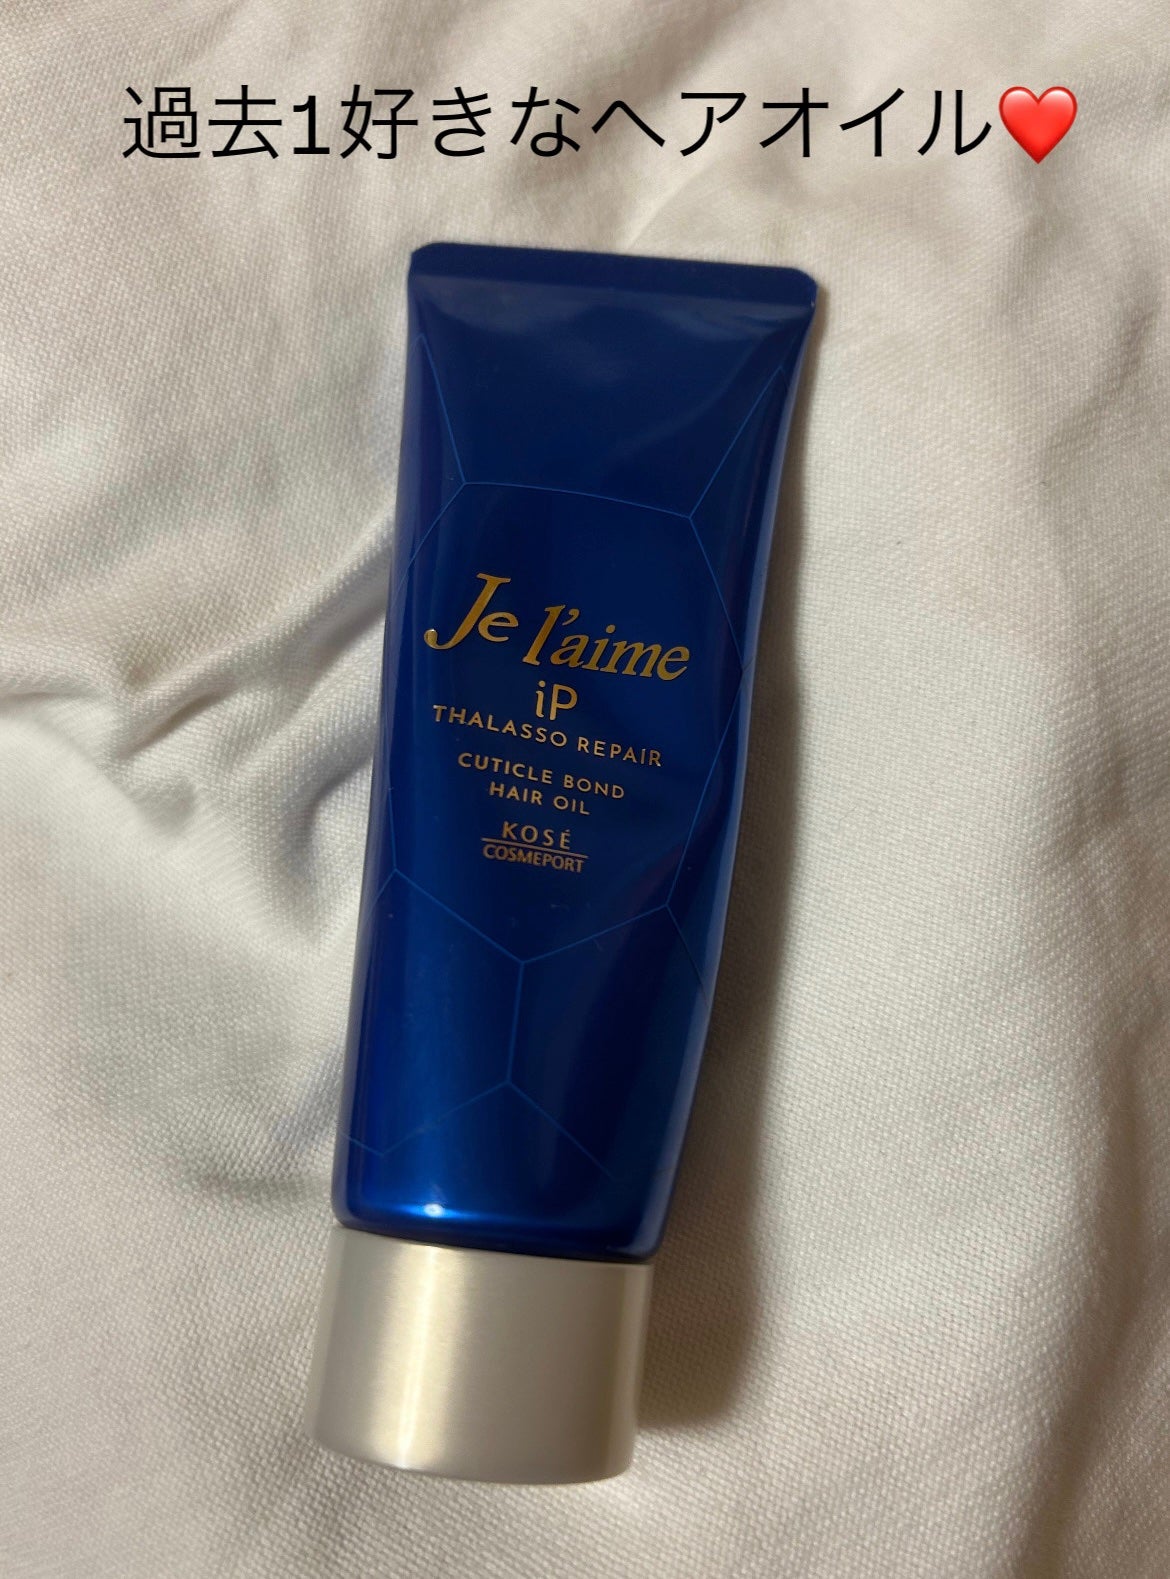 過去1好きなヘアオイル❤️
Je l'aime
iP
THALASSO REPAIR
CUTICLE BOND
HAIR OIL
KOSÉ
COSMEPORT